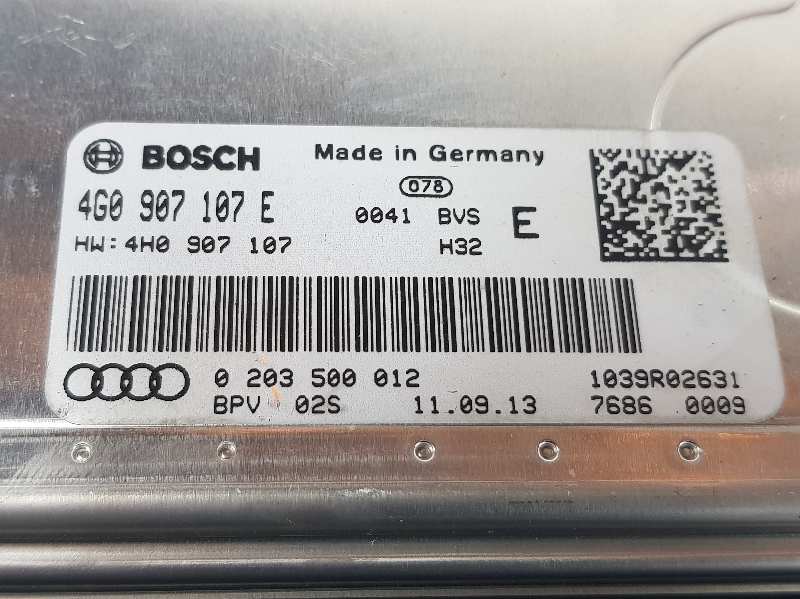 BOSCH Made in Germany
078
4G0 907 107 E 0041 BVS E
HW:4H0 907 107 H32
0 203 500 012 1039R02631
BPV 02S 11.09.13 7686 0009